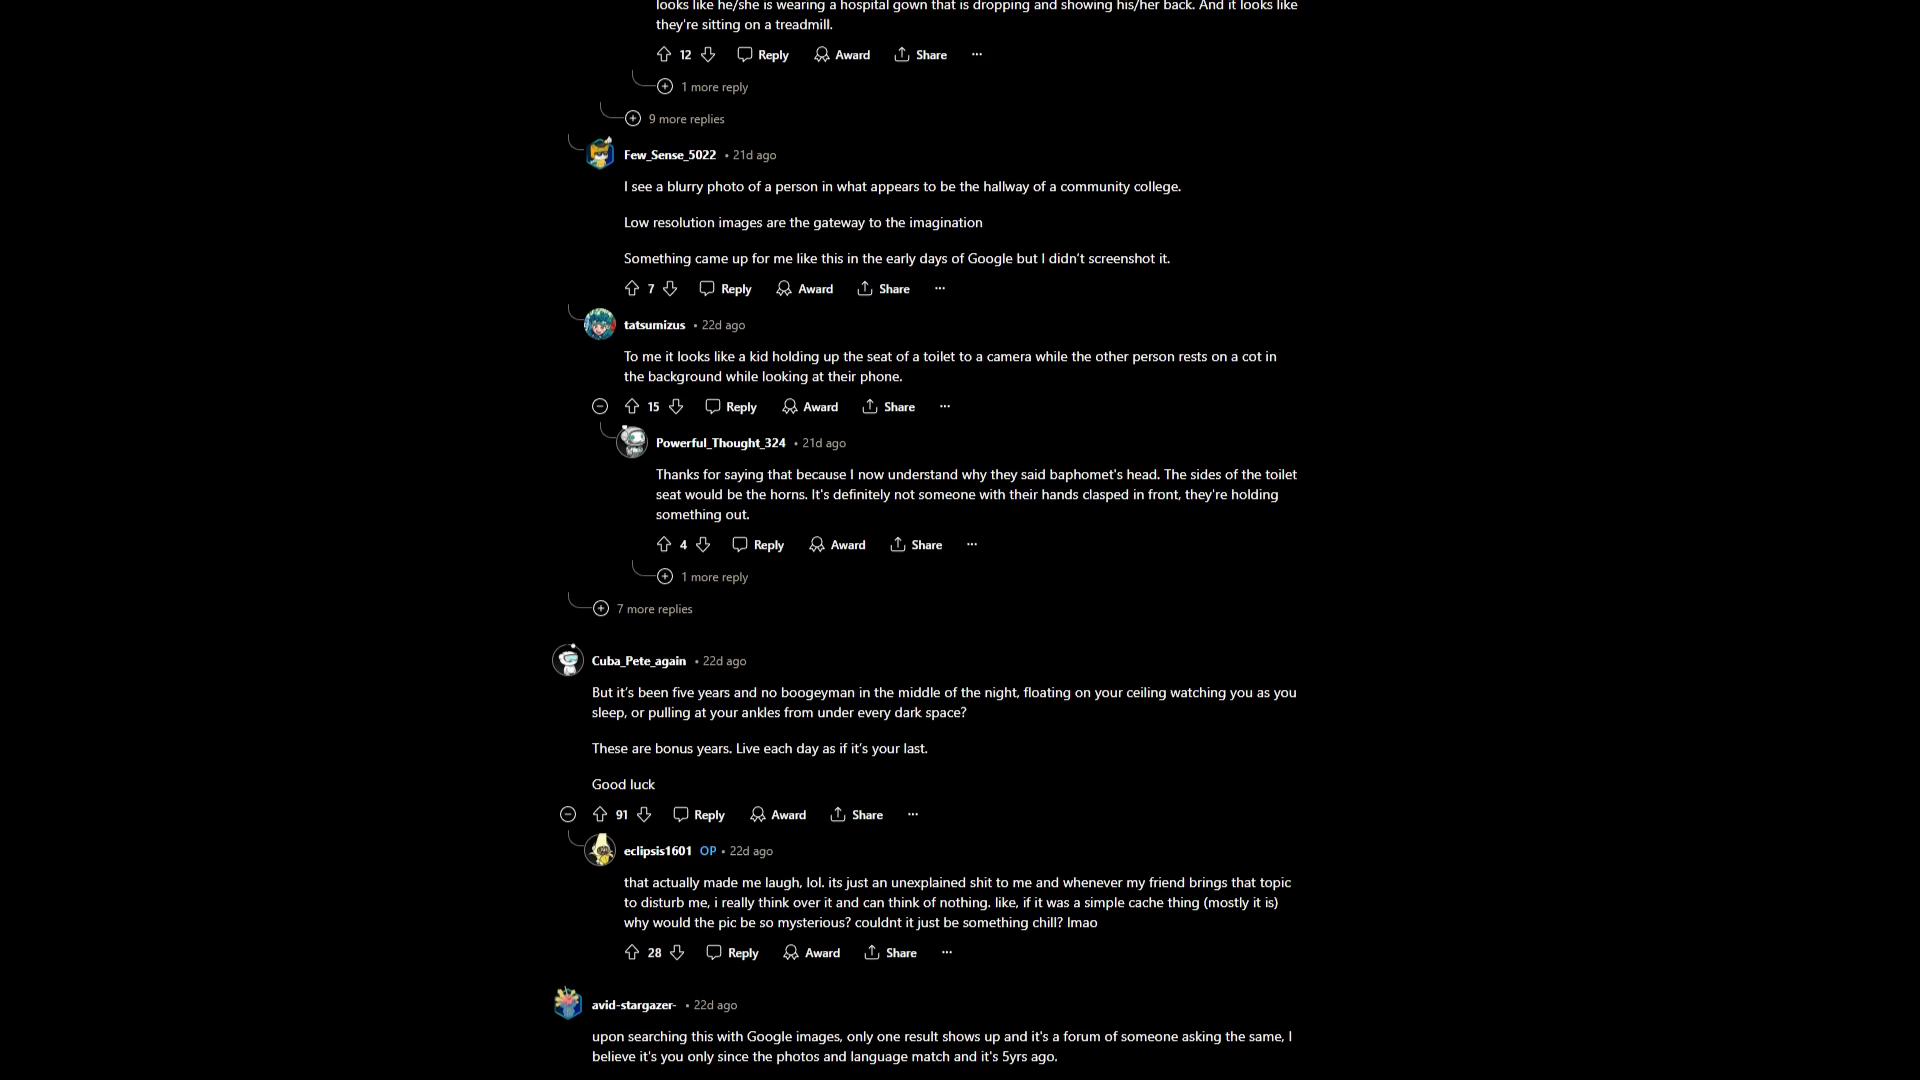 looks like he/she is wearing a hospital gown that is dropping and showing his/her back. And it looks like
they're sitting on a treadmill.
12 Reply Award Share ···
1 more reply
9 more replies
Few_Sense_5022 • 21d ago
I see a blurry photo of a person in what appears to be the hallway of a community college.
Low resolution images are the gateway to the imagination
Something came up for me like this in the early days of Google but I didn’t screenshot it.
7 Reply Award Share ···
tatsumizus • 22d ago
To me it looks like a kid holding up the seat of a toilet to a camera while the other person rests on a cot in
the background while looking at their phone.
15 Reply Award Share ···
Powerful_Thought_324 • 21d ago
Thanks for saying that because I now understand why they said baphomet's head. The sides of the toilet
seat would be the horns. It's definitely not someone with their hands clasped in front, they're holding
something out.
4 Reply Award Share ···
1 more reply
7 more replies
Cuba_Pete_again • 22d ago
But it’s been five years and no boogeyman in the middle of the night, floating on your ceiling watching you as you
sleep, or pulling at your ankles from under every dark space?
These are bonus years. Live each day as if it’s your last.
Good luck
91 Reply Award Share ···
eclipsis1601 OP • 22d ago
that actually made me laugh, lol. its just an unexplained shit to me and whenever my friend brings that topic
to disturb me, i really think over it and can think of nothing. like, if it was a simple cache thing (mostly it is)
why would the pic be so mysterious? couldnt it just be something chill? lmao
28 Reply Award Share ···
avid-stargazer- • 22d ago
upon searching this with Google images, only one result shows up and it's a forum of someone asking the same, I
believe it's you only since the photos and language match and it's 5yrs ago.